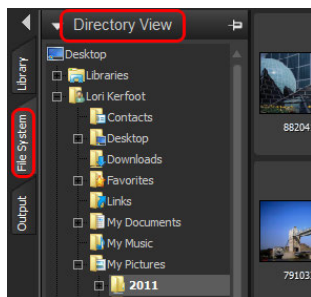 Directory View
Library
File System
Output
Desktop
Libraries
Lori Kerfoot
Contacts
Desktop
Downloads
Favorites
Links
My Documents
My Music
My Pictures
2011
88204
791033